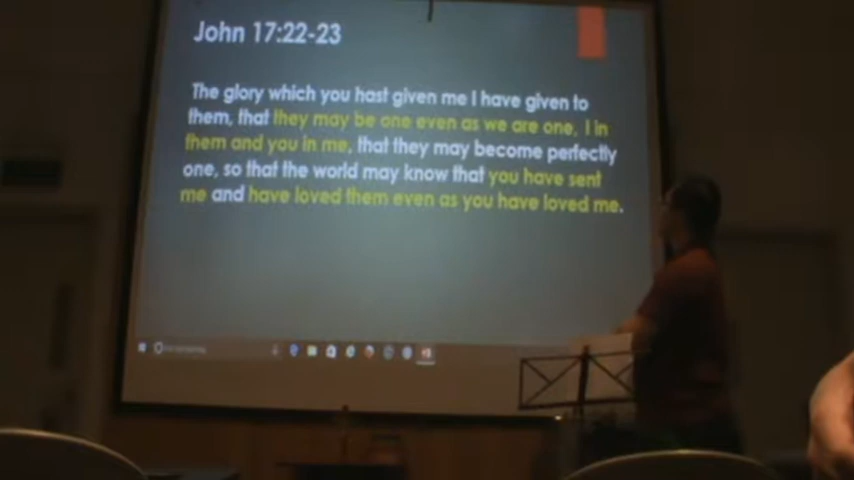 John 17:22-23
The glory which you hast given me I have given to
them, that they may be one even as we are one, I in
them and you in me, that they may become perfectly
one, so that the world may know that you have sent
me and have loved them even as you have loved me.